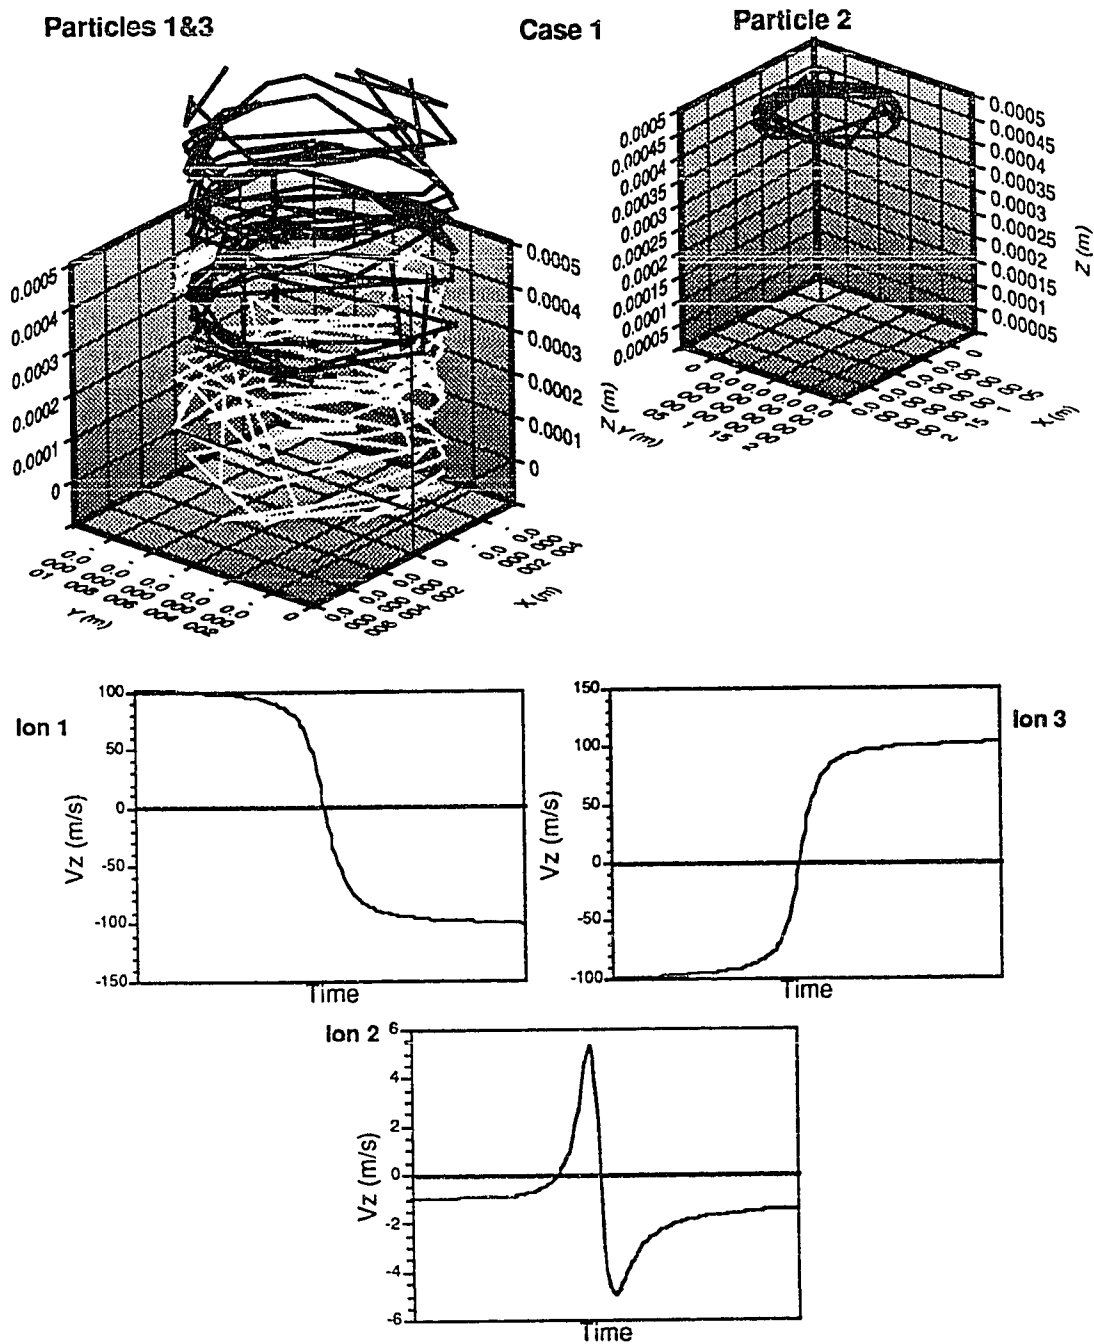 Particles 1&3
Case 1
Particle 2
0.0005
0.0004
0.0003
0.0002
0.0001
0
0.0005
0.0004
0.0003
0.0002
0.0001
0
Y (m)
X (m)
0.0005
0.00045
0.0004
0.00035
0.0003
0.00025
0.0002
0.00015
0.0001
0.00005
0.0005
0.00045
0.0004
0.00035
0.0003
0.00025
0.0002
0.00015
0.0001
0.00005
Z (m)
Z (m)
Y (m)
X (m)
Ion 1
100
50
0
-50
-100
-150
Vz (m/s)
Time
Ion 3
150
100
50
0
-50
-100
Vz (m/s)
Time
Ion 2
6
4
2
0
-2
-4
-6
Vz (m/s)
Time